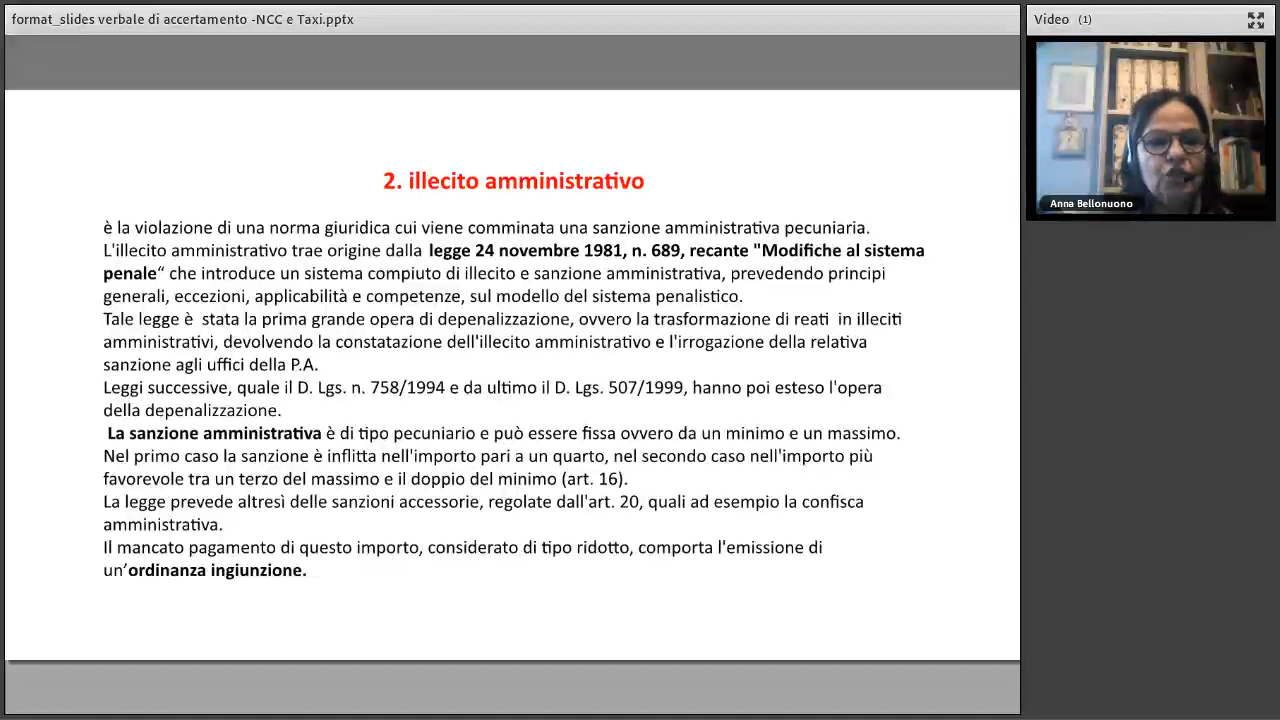 format_slides verbale di accertamento -NCC e Taxi.pptx
Video (1)
Anna Bellonuono
2. illecito amministrativo
è la violazione di una norma giuridica cui viene comminata una sanzione amministrativa pecuniaria.
L'illecito amministrativo trae origine dalla legge 24 novembre 1981, n. 689, recante "Modifiche al sistema
penale“ che introduce un sistema compiuto di illecito e sanzione amministrativa, prevedendo principi
generali, eccezioni, applicabilità e competenze, sul modello del sistema penalistico.
Tale legge è stata la prima grande opera di depenalizzazione, ovvero la trasformazione di reati in illeciti
amministrativi, devolvendo la constatazione dell'illecito amministrativo e l'irrogazione della relativa
sanzione agli uffici della P.A.
Leggi successive, quale il D. Lgs. n. 758/1994 e da ultimo il D. Lgs. 507/1999, hanno poi esteso l'opera
della depenalizzazione.
La sanzione amministrativa è di tipo pecuniario e può essere fissa ovvero da un minimo e un massimo.
Nel primo caso la sanzione è inflitta nell'importo pari a un quarto, nel secondo caso nell'importo più
favorevole tra un terzo del massimo e il doppio del minimo (art. 16).
La legge prevede altresì delle sanzioni accessorie, regolate dall'art. 20, quali ad esempio la confisca
amministrativa.
Il mancato pagamento di questo importo, considerato di tipo ridotto, comporta l'emissione di
un’ordinanza ingiunzione.